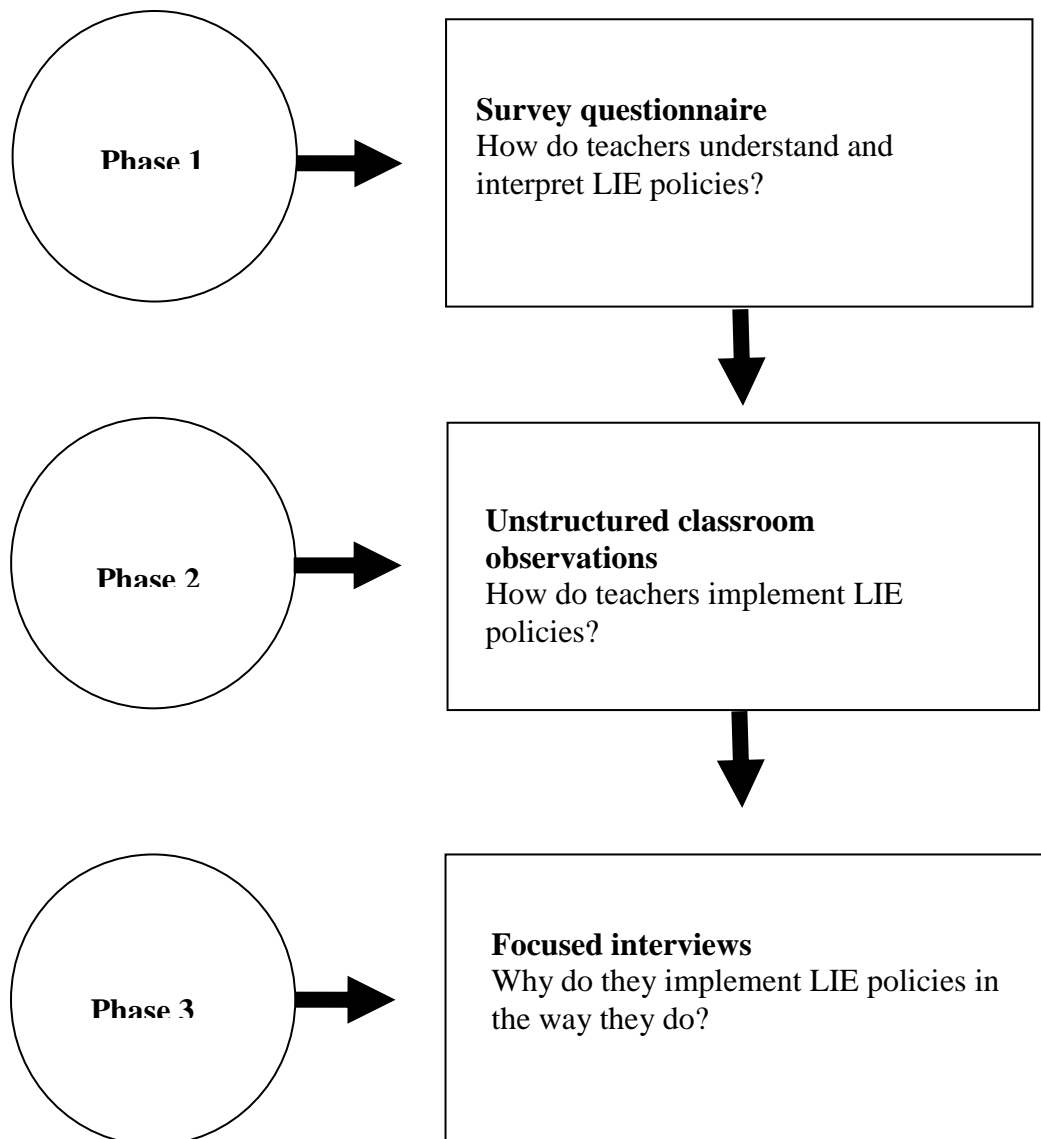 Phase 1
Survey questionnaire
How do teachers understand and
interpret LIE policies?
Phase 2
Unstructured classroom
observations
How do teachers implement LIE
policies?
Phase 3
Focused interviews
Why do they implement LIE policies in
the way they do?